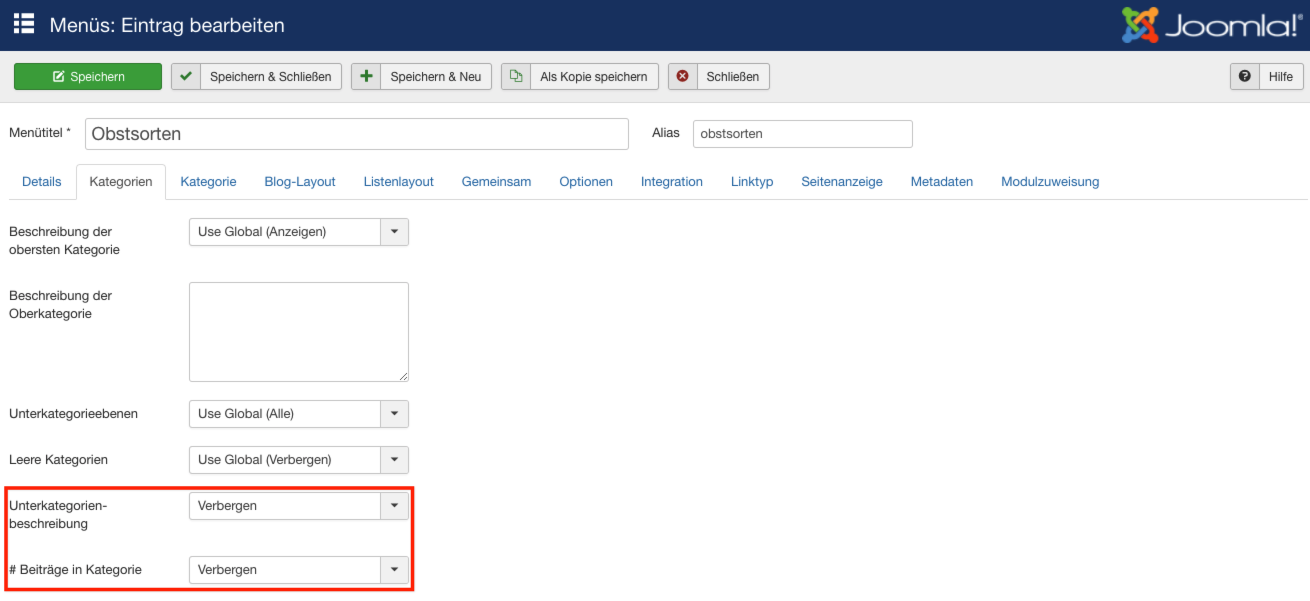 Menüs: Eintrag bearbeiten
Joomla!®
Speichern
Speichern & Schließen
Speichern & Neu
Als Kopie speichern
Schließen
Hilfe
Menütitel *
Obstsorten
Alias
obstsorten
Details
Kategorien
Kategorie
Blog-Layout
Listenlayout
Gemeinsam
Optionen
Integration
Linktyp
Seitenanzeige
Metadaten
Modulzuweisung
Beschreibung der
obersten Kategorie
Use Global (Anzeigen)
Beschreibung der
Oberkategorie
Unterkategorieebenen
Use Global (Alle)
Leere Kategorien
Use Global (Verbergen)
Unterkategorien-
beschreibung
Verbergen
# Beiträge in Kategorie
Verbergen